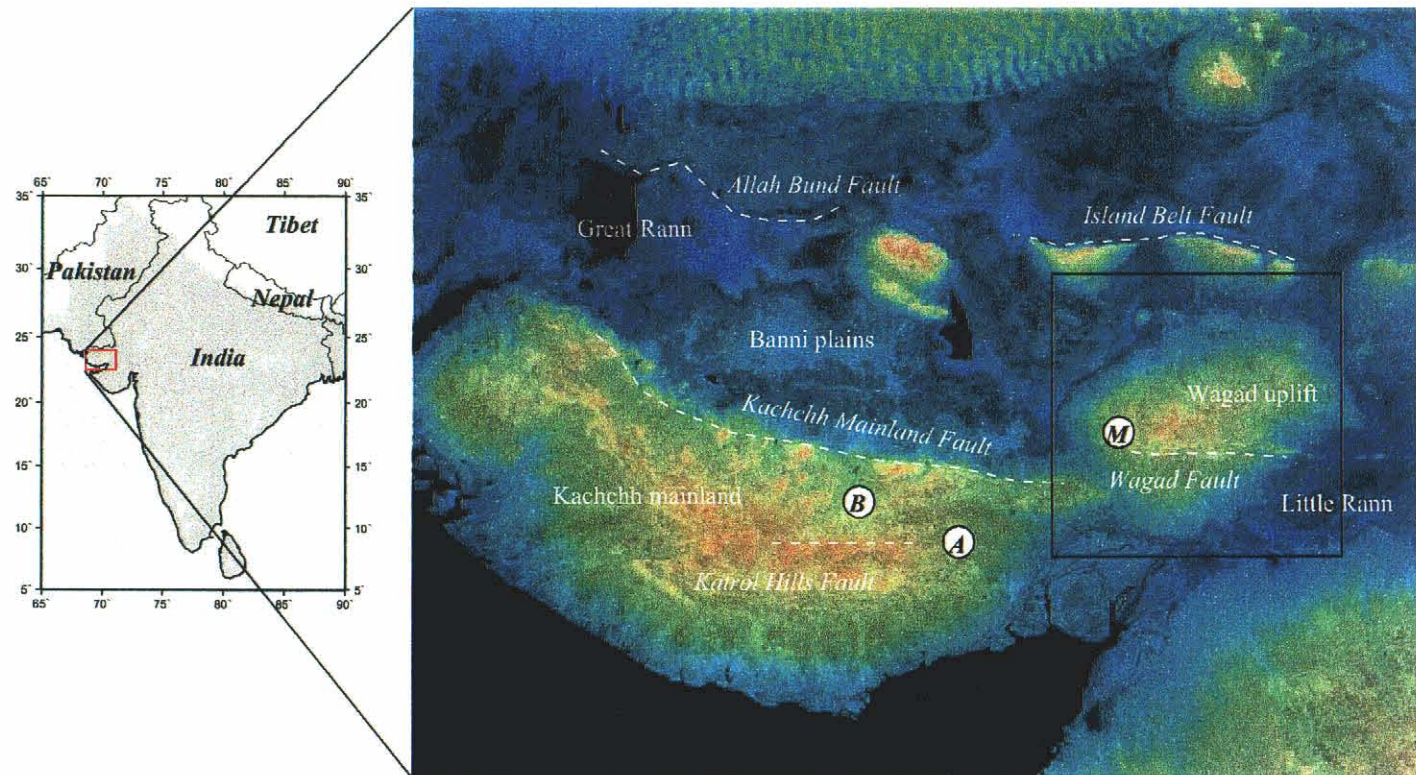 65° 70° 75° 80° 85° 90°
35° 35°
Tibet
Pakistan
30° 30°
Nepal
25° 25°
India
20° 20°
15° 15°
10° 10°
5° 5°
65° 70° 75° 80° 85° 90°
Allah Bund Fault
Great Rann
Island Belt Fault
Banni plains
Wagad uplift
Kachchh Mainland Fault
M
Wagad Fault
Kachchh mainland
B
Little Rann
A
Katrol Hills Fault